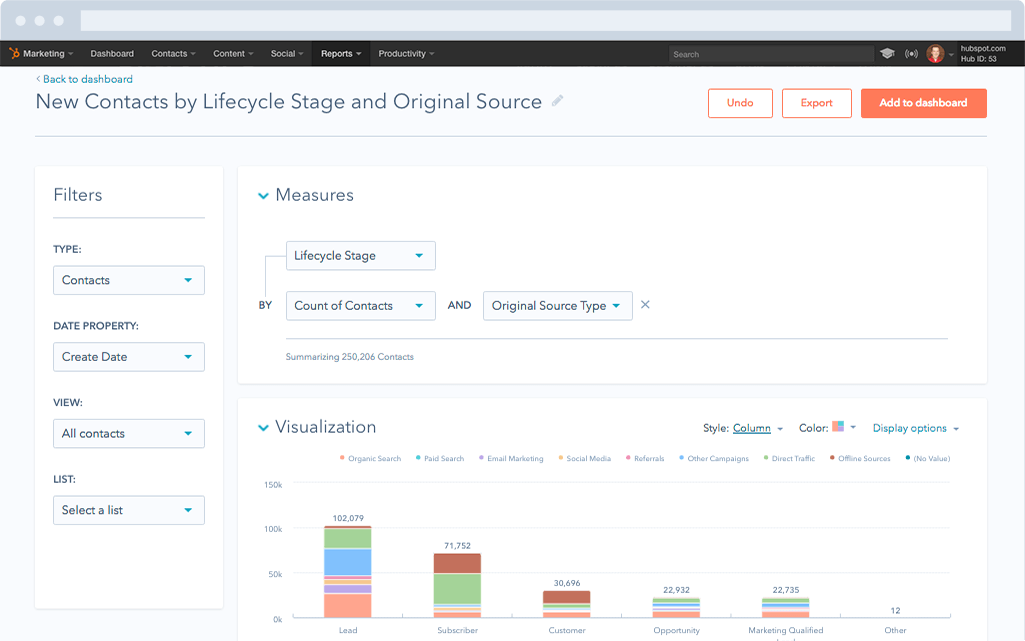 Marketing Dashboard Contacts Content Social Reports Productivity Search hubspot.com
Hub ID: 53
Back to dashboard
New Contacts by Lifecycle Stage and Original Source
Undo Export Add to dashboard
Filters
TYPE:
Contacts
DATE PROPERTY:
Create Date
VIEW:
All contacts
LIST:
Select a list
Measures
Lifecycle Stage
BY Count of Contacts AND Original Source Type
Summarizing 250,206 Contacts
Visualization
Style: Column Color: Display options
Organic Search Paid Search Email Marketing Social Media Referrals Other Campaigns Direct Traffic Offline Sources (No Value)
150k
100k
50k
0k
102,079
71,752
30,696
22,932
22,735
12
Lead Subscriber Customer Opportunity Marketing Qualified Other